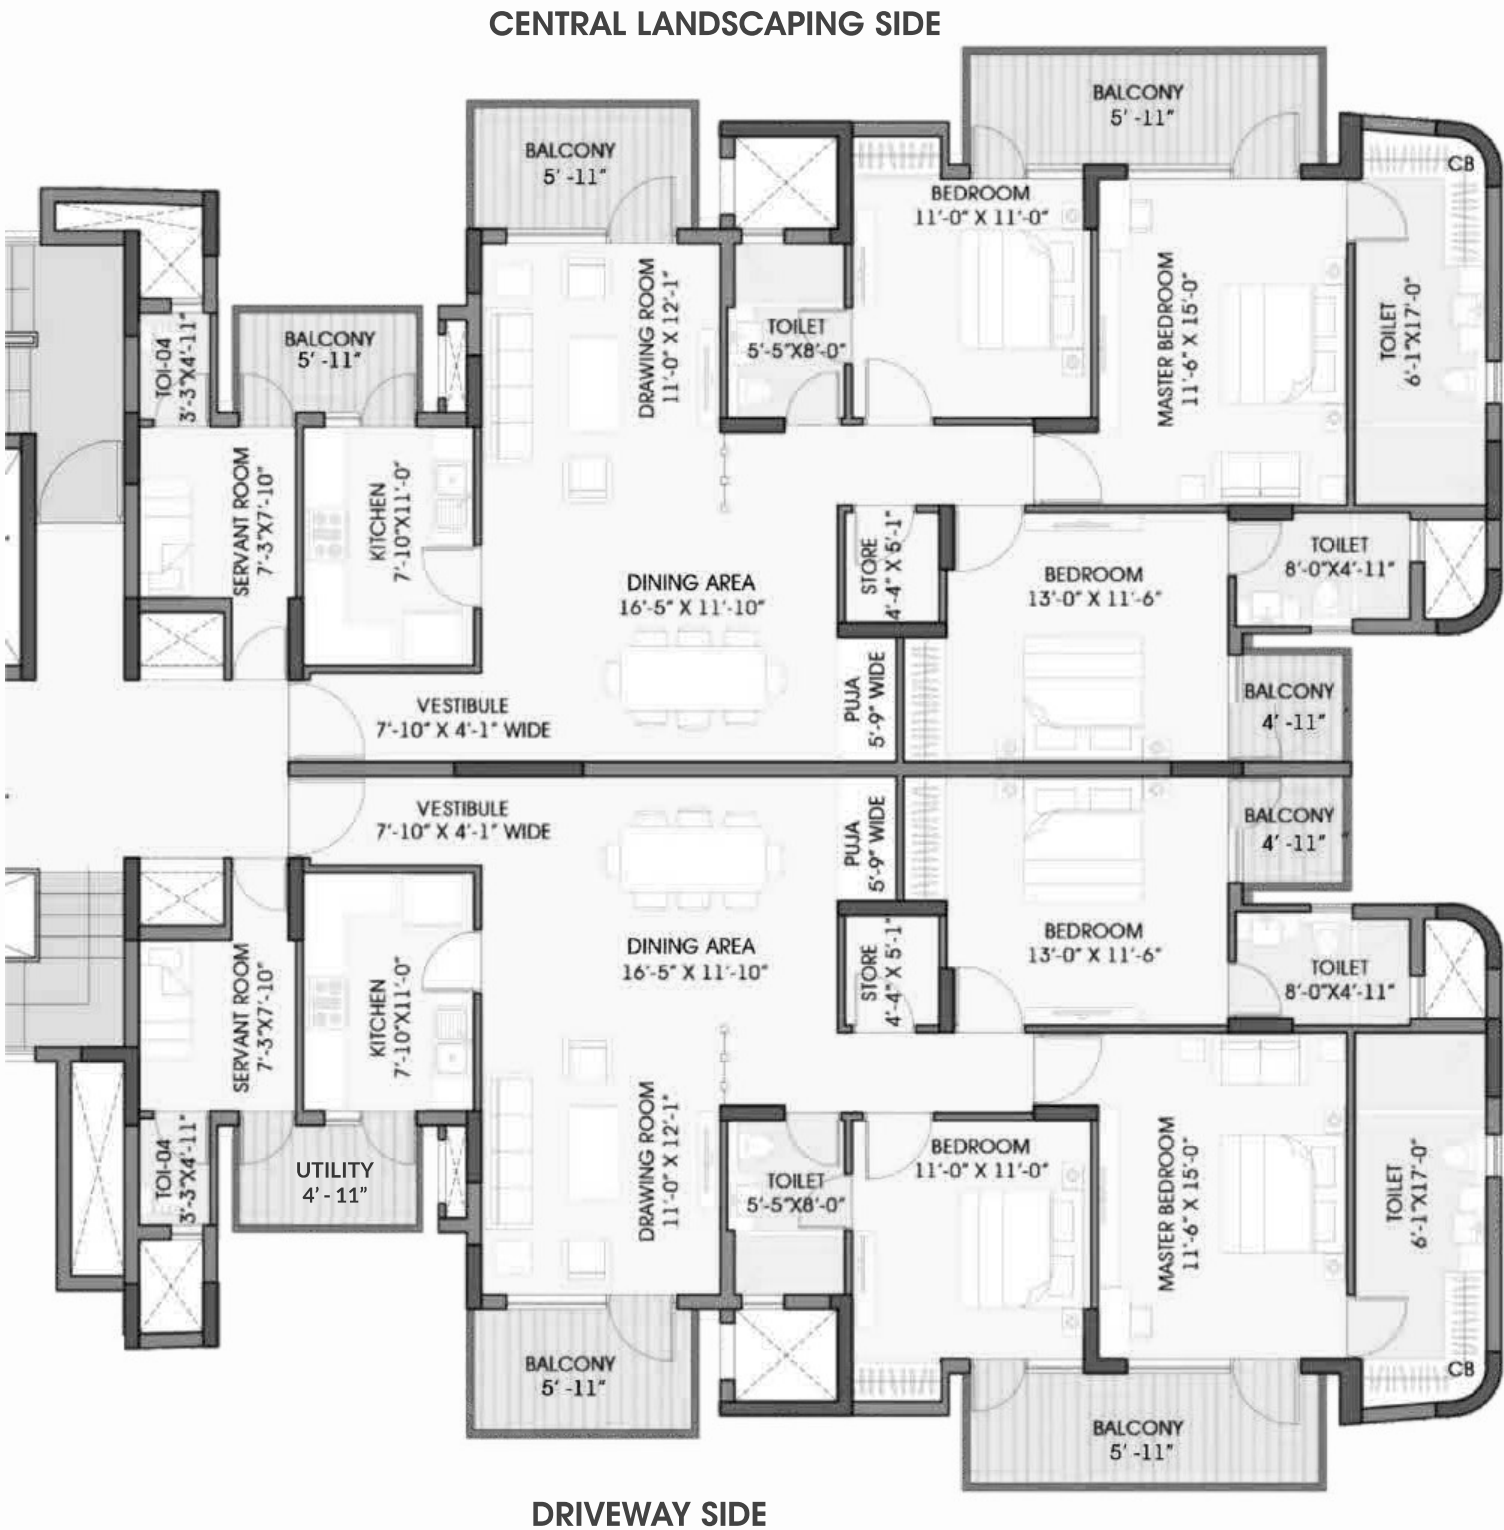 CENTRAL LANDSCAPING SIDE
BALCONY
5' -11"
BALCONY
5' -11"
CB
BEDROOM
11'-0" X 11'-0"
MASTER BEDROOM
11'-6" X 15'-0"
TOILET
6'-1"X17'-0"
DRAWING ROOM
11'-0" X 12'-1"
TOILET
5'-5"X8'-0"
BALCONY
5' -11"
TOI-04
3'-3"X4'-11"
SERVANT ROOM
7'-3"X7'-10"
KITCHEN
7'-10"X11'-0"
DINING AREA
16'-5" X 11'-10"
STORE
4'-4" X 5'-1"
BEDROOM
13'-0" X 11'-6"
TOILET
8'-0"X4'-11"
PUJA
5'-9" WIDE
BALCONY
4' -11"
VESTIBULE
7'-10" X 4'-1" WIDE
VESTIBULE
7'-10" X 4'-1" WIDE
PUJA
5'-9" WIDE
BALCONY
4' -11"
DINING AREA
16'-5" X 11'-10"
STORE
4'-4" X 5'-1"
BEDROOM
13'-0" X 11'-6"
TOILET
8'-0"X4'-11"
SERVANT ROOM
7'-3"X7'-10"
KITCHEN
7'-10"X11'-0"
TOI-04
3'-3"X4'-11"
UTILITY
4' - 11"
DRAWING ROOM
11'-0" X 12'-1"
TOILET
5'-5"X8'-0"
BEDROOM
11'-0" X 11'-0"
MASTER BEDROOM
11'-6" X 15'-0"
TOILET
6'-1"X17'-0"
CB
BALCONY
5' -11"
BALCONY
5' -11"
DRIVEWAY SIDE